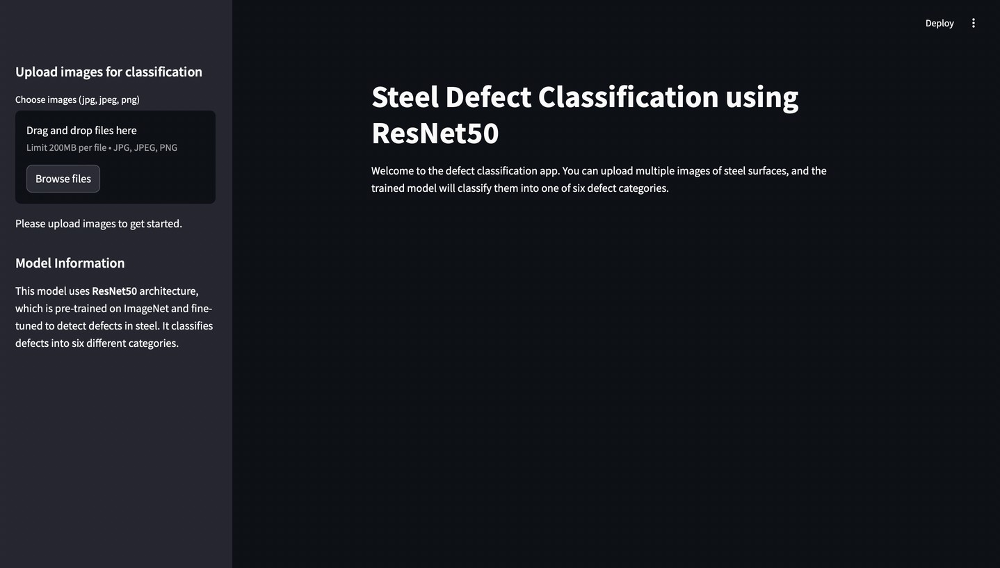 Deploy
Upload images for classification
Choose images (jpg, jpeg, png)
Drag and drop files here
Limit 200MB per file • JPG, JPEG, PNG
Browse files
Please upload images to get started.
Model Information
This model uses ResNet50 architecture,
which is pre-trained on ImageNet and fine-
tuned to detect defects in steel. It classifies
defects into six different categories.
Steel Defect Classification using
ResNet50
Welcome to the defect classification app. You can upload multiple images of steel surfaces, and the
trained model will classify them into one of six defect categories.